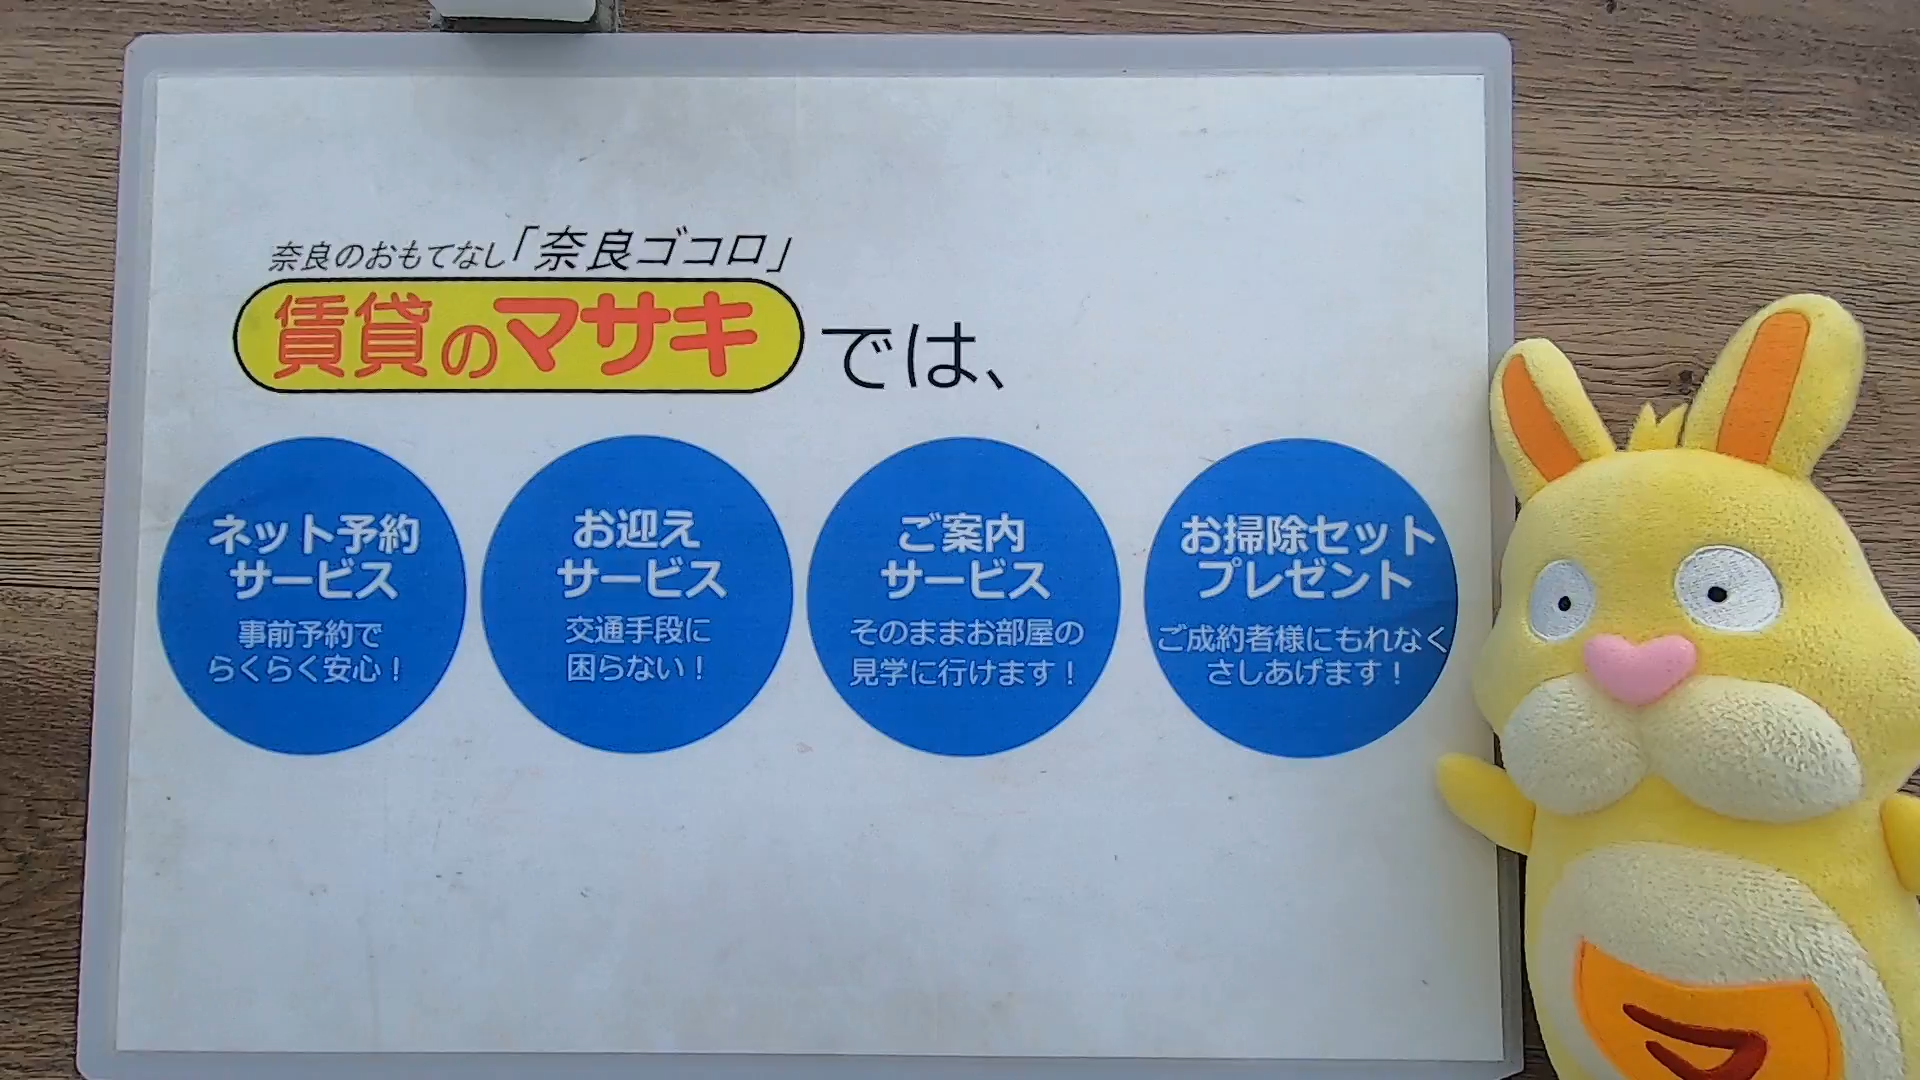 奈良のおもてなし「奈良ゴコロ」
賃貸のマサキでは、
ネット予約
サービス
事前予約で
らくらく安心！
お迎え
サービス
交通手段に
困らない！
ご案内
サービス
そのままお部屋の
見学に行けます！
お掃除セット
プレゼント
ご成約者様にもれなく
さしあげます！
マ